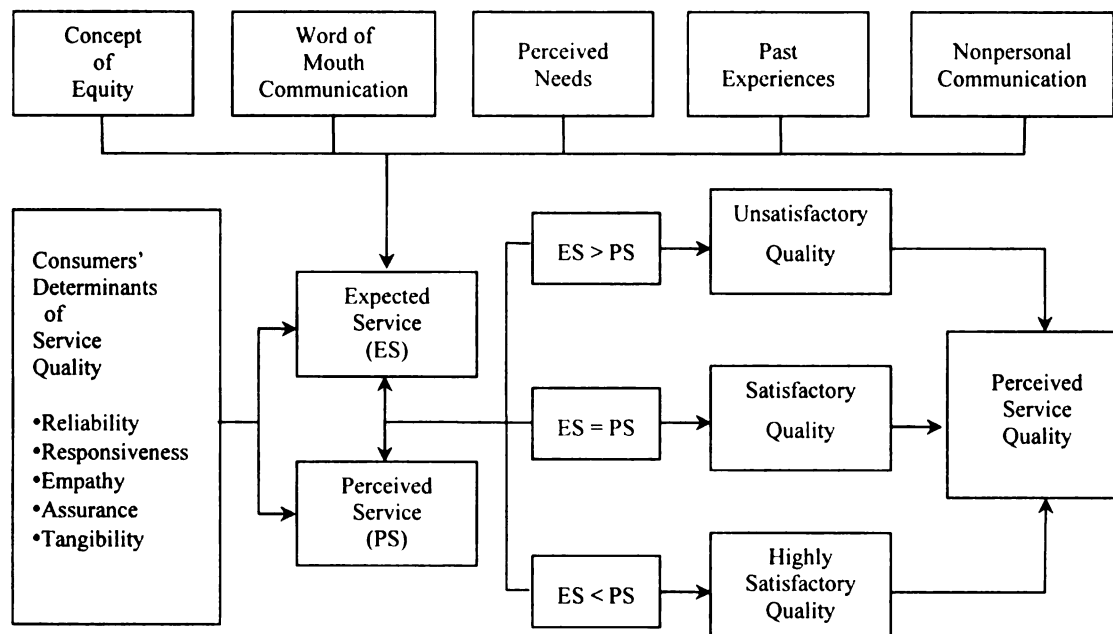 Concept
of
Equity
Word of
Mouth
Communication
Perceived
Needs
Past
Experiences
Nonpersonal
Communication
Consumers’
Determinants
of
Service
Quality
•Reliability
•Responsiveness
•Empathy
•Assurance
•Tangibility
Expected
Service
(ES)
Perceived
Service
(PS)
ES > PS
Unsatisfactory
Quality
ES = PS
Satisfactory
Quality
ES < PS
Highly
Satisfactory
Quality
Perceived
Service
Quality